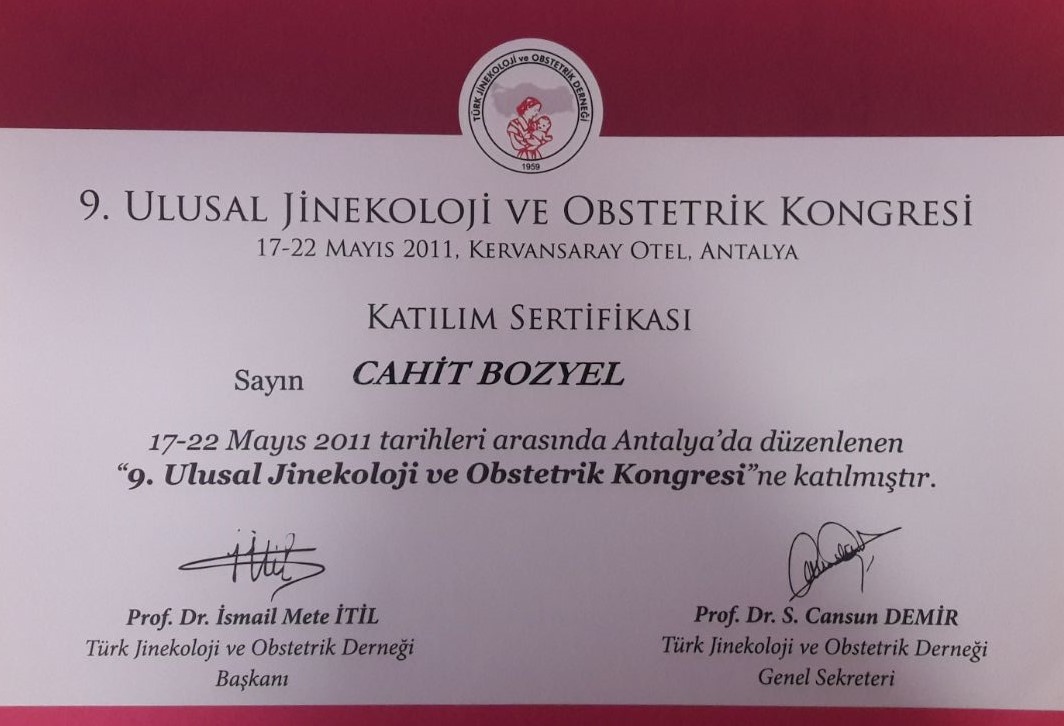 TÜRK JİNEKOLOJİ ve OBSTETRİK DERNEĞİ
1959
9. ULUSAL JİNEKOLOJİ VE OBSTETRİK KONGRESİ
17-22 MAYIS 2011, KERVANSARAY OTEL, ANTALYA
KATILIM SERTİFİKASI
Sayın CAHİT BOZYEL
17-22 Mayıs 2011 tarihleri arasında Antalya’da düzenlenen
“9. Ulusal Jinekoloji ve Obstetrik Kongresi”ne katılmıştır.
Prof. Dr. İsmail Mete İTİL
Türk Jinekoloji ve Obstetrik Derneği
Başkanı
Prof. Dr. S. Cansun DEMİR
Türk Jinekoloji ve Obstetrik Derneği
Genel Sekreteri